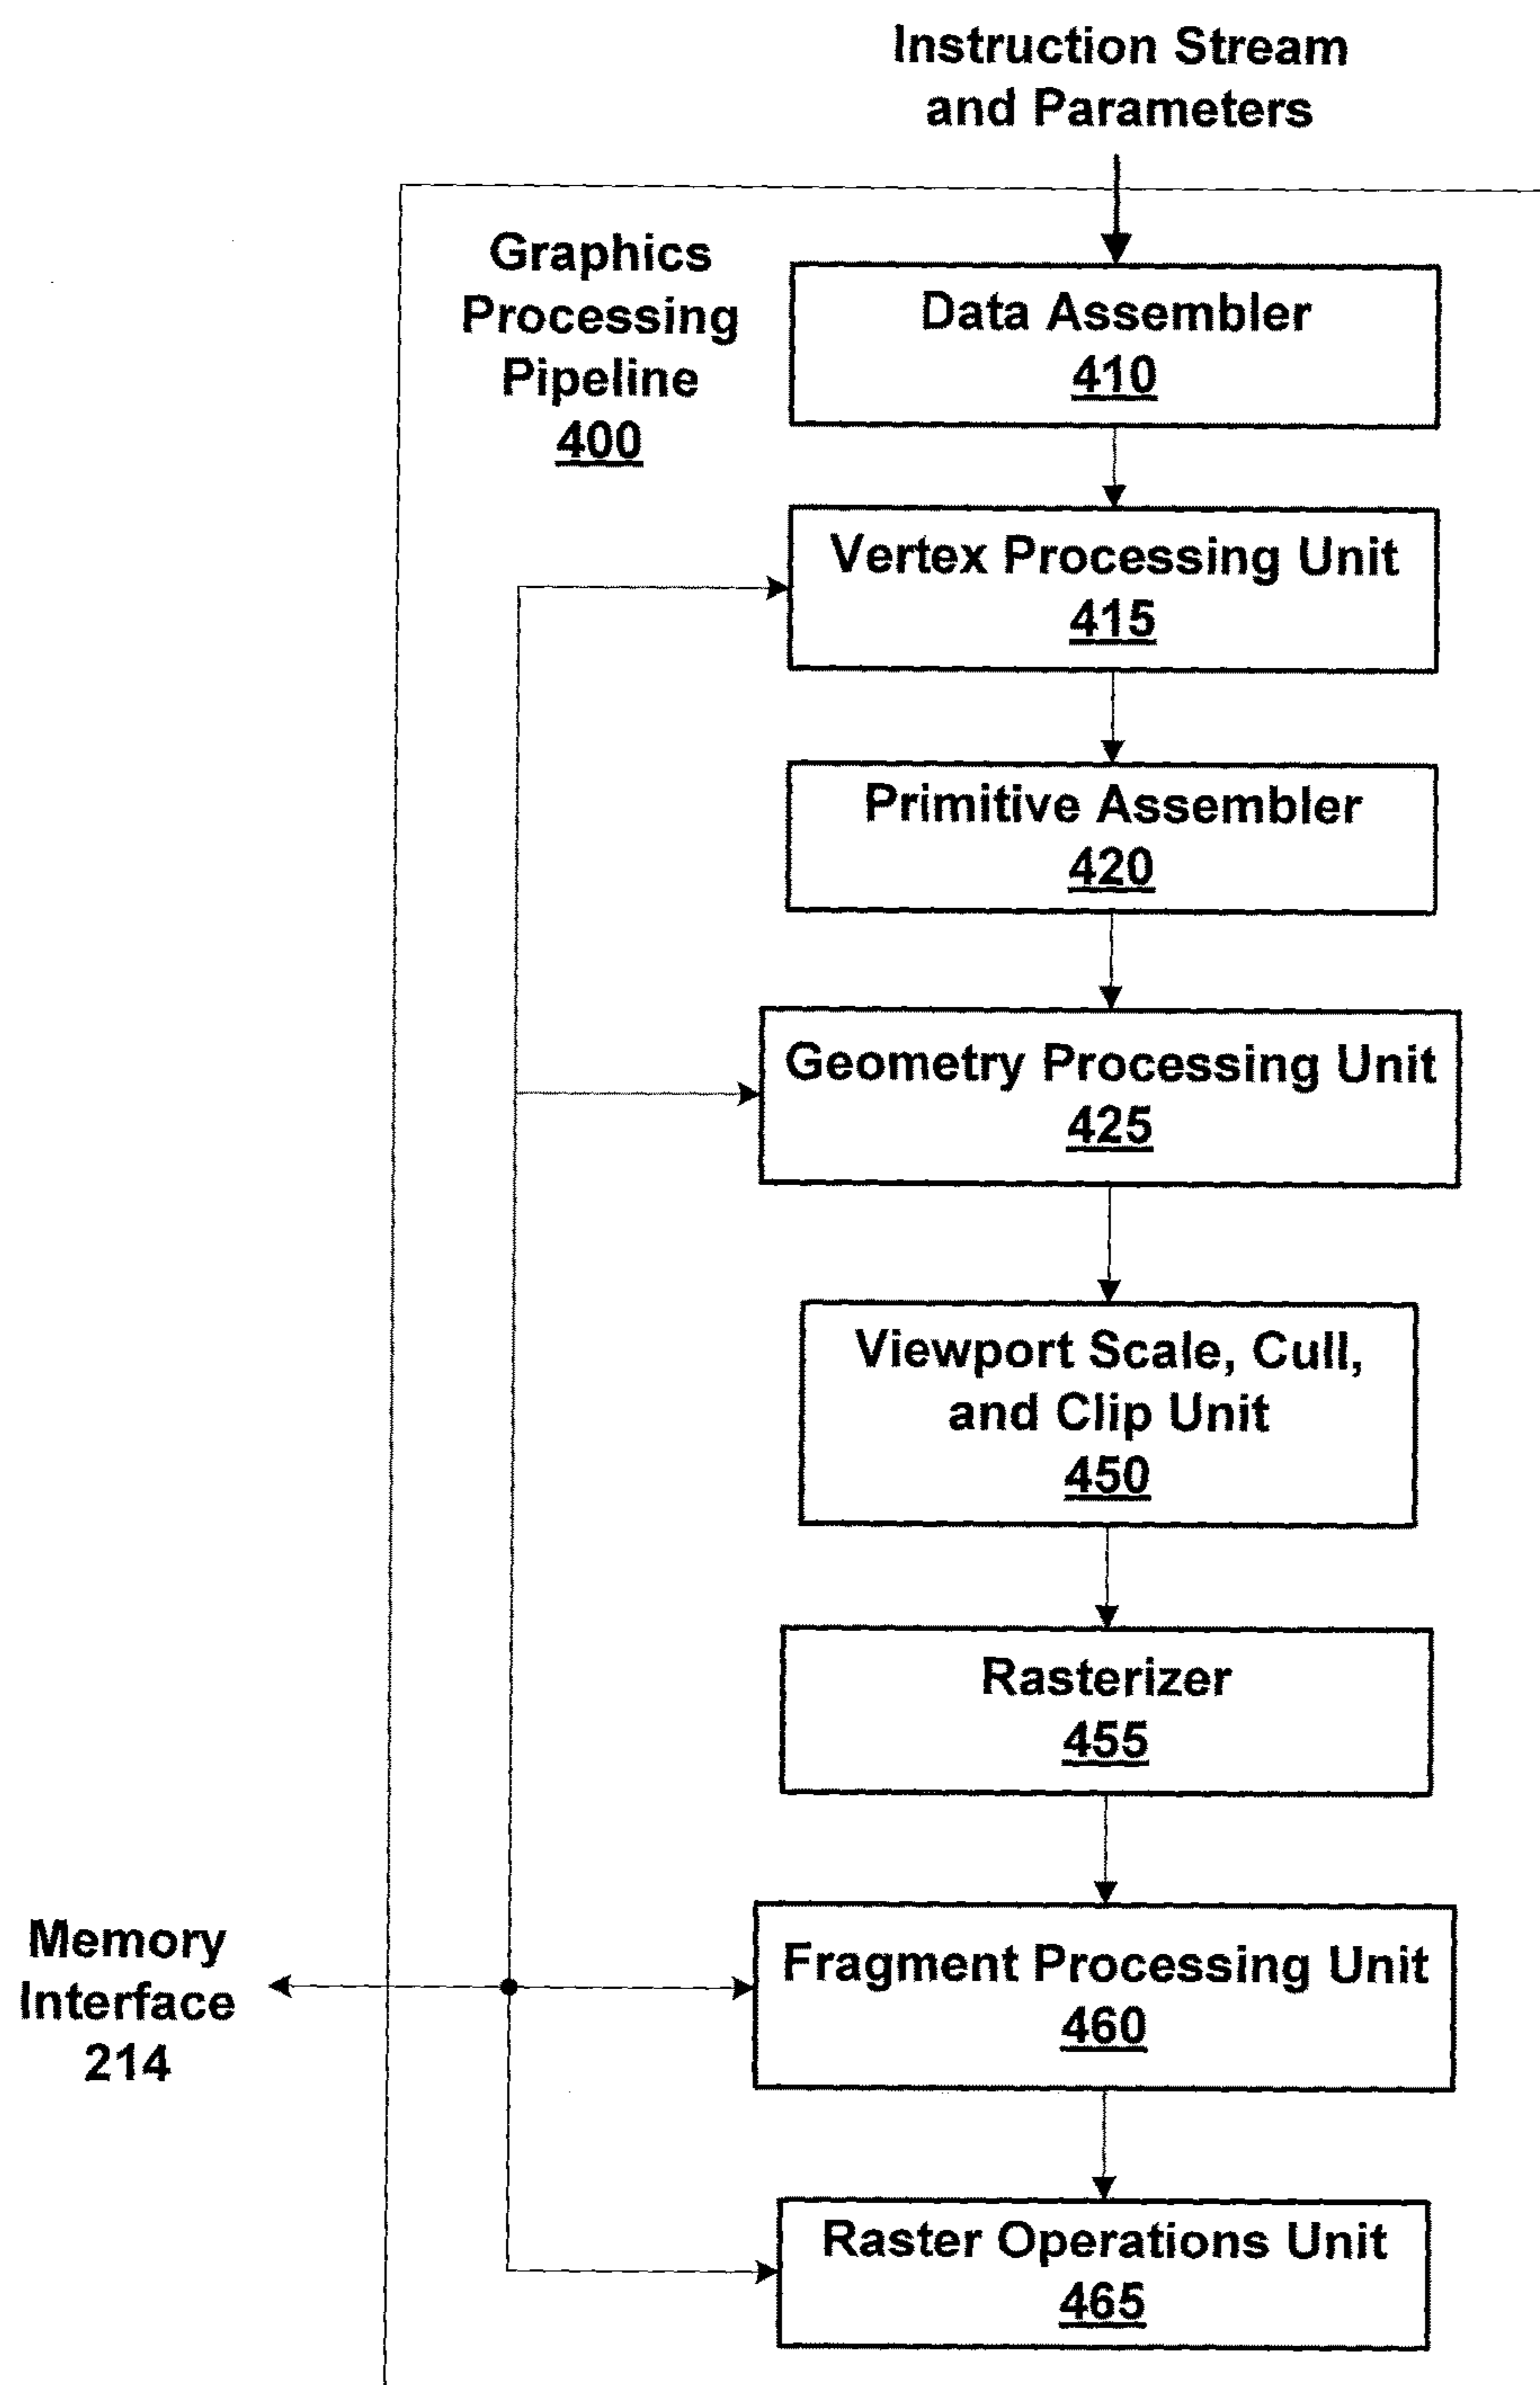 Instruction Stream
and Parameters
Graphics
Processing
Pipeline
400
Data Assembler
410
Vertex Processing Unit
415
Primitive Assembler
420
Geometry Processing Unit
425
Viewport Scale, Cull,
and Clip Unit
450
Rasterizer
455
Memory
Interface
214
Fragment Processing Unit
460
Raster Operations Unit
465